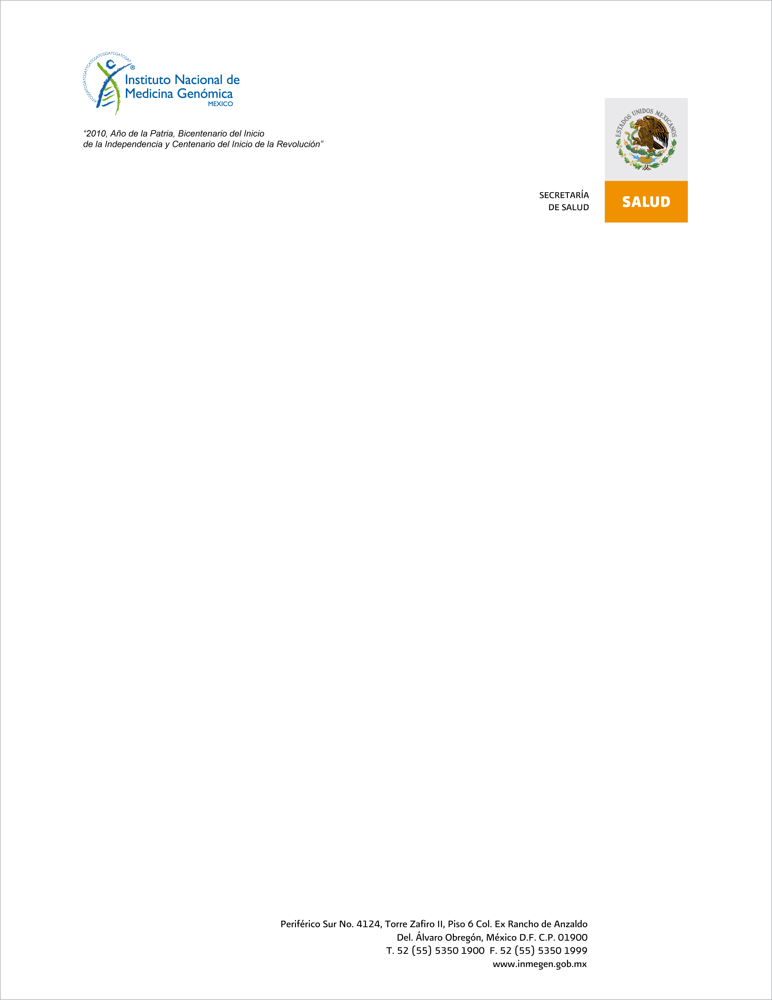 ®
Instituto Nacional de
Medicina Genómica
MEXICO
“2010, Año de la Patria, Bicentenario del Inicio
de la Independencia y Centenario del Inicio de la Revolución”
ESTADOS UNIDOS MEXICANOS
SECRETARÍA
DE SALUD
SALUD
Periférico Sur No. 4124, Torre Zafiro II, Piso 6 Col. Ex Rancho de Anzaldo
Del. Álvaro Obregón, México D.F. C.P. 01900
T. 52 (55) 5350 1900  F. 52 (55) 5350 1999
www.inmegen.gob.mx